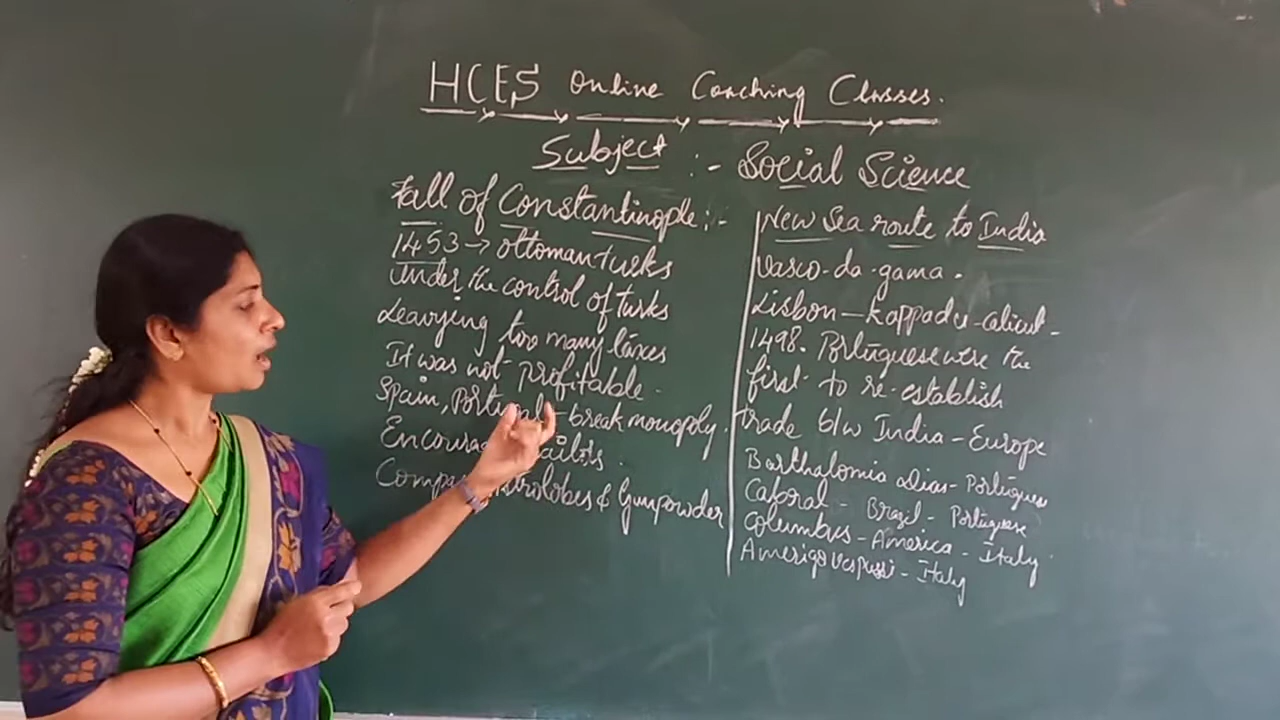 HCES Online Coaching Classes.
Subject :- Social Science
Fall of Constantinople :-
1453 → Ottoman turks
under the control of turks
Leavying too many taxes
It was not profitable.
Spain, Portugal - break monopoly.
Encourage sailors.
& Gunpowder
New Sea route to India
Vasco-da-gama.
Lisbon - Kappadu - Calicut -
1498. Portuguese were the
first to re-establish
trade b/w India - Europe
Barthalomia Dias - Portuguese
Cabral - Brazil - Portuguese
Columbus - America - Italy.
Amerigo vespussi - Italy